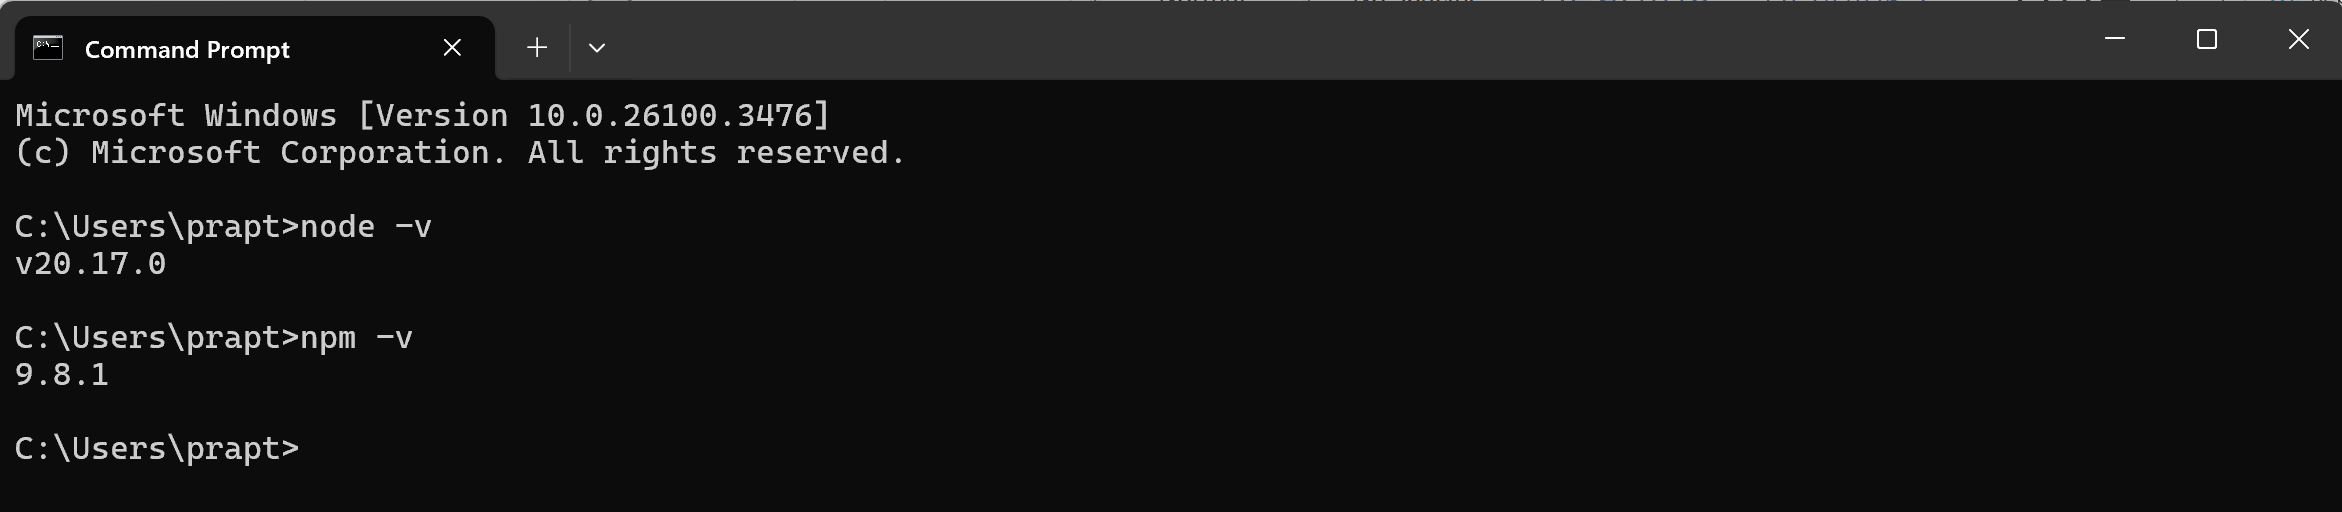 Command Prompt
Microsoft Windows [Version 10.0.26100.3476]
(c) Microsoft Corporation. All rights reserved.
C:\Users\prapt>node -v
v20.17.0
C:\Users\prapt>npm -v
9.8.1
C:\Users\prapt>